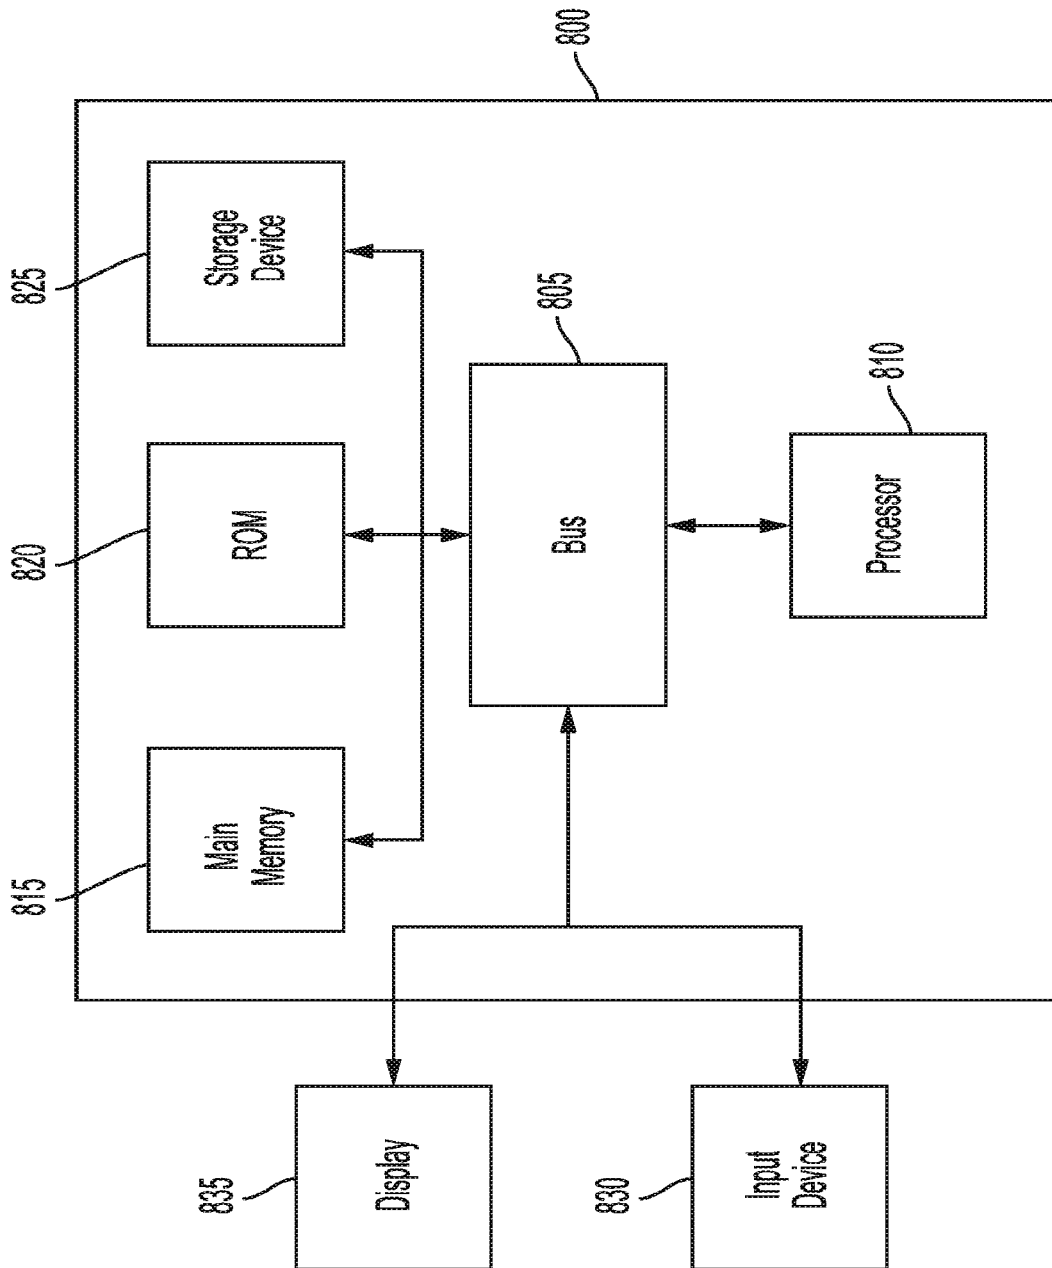 800
835
Display
830
Input
Device
815
Main
Memory
820
ROM
825
Storage
Device
Bus
805
Processor
810